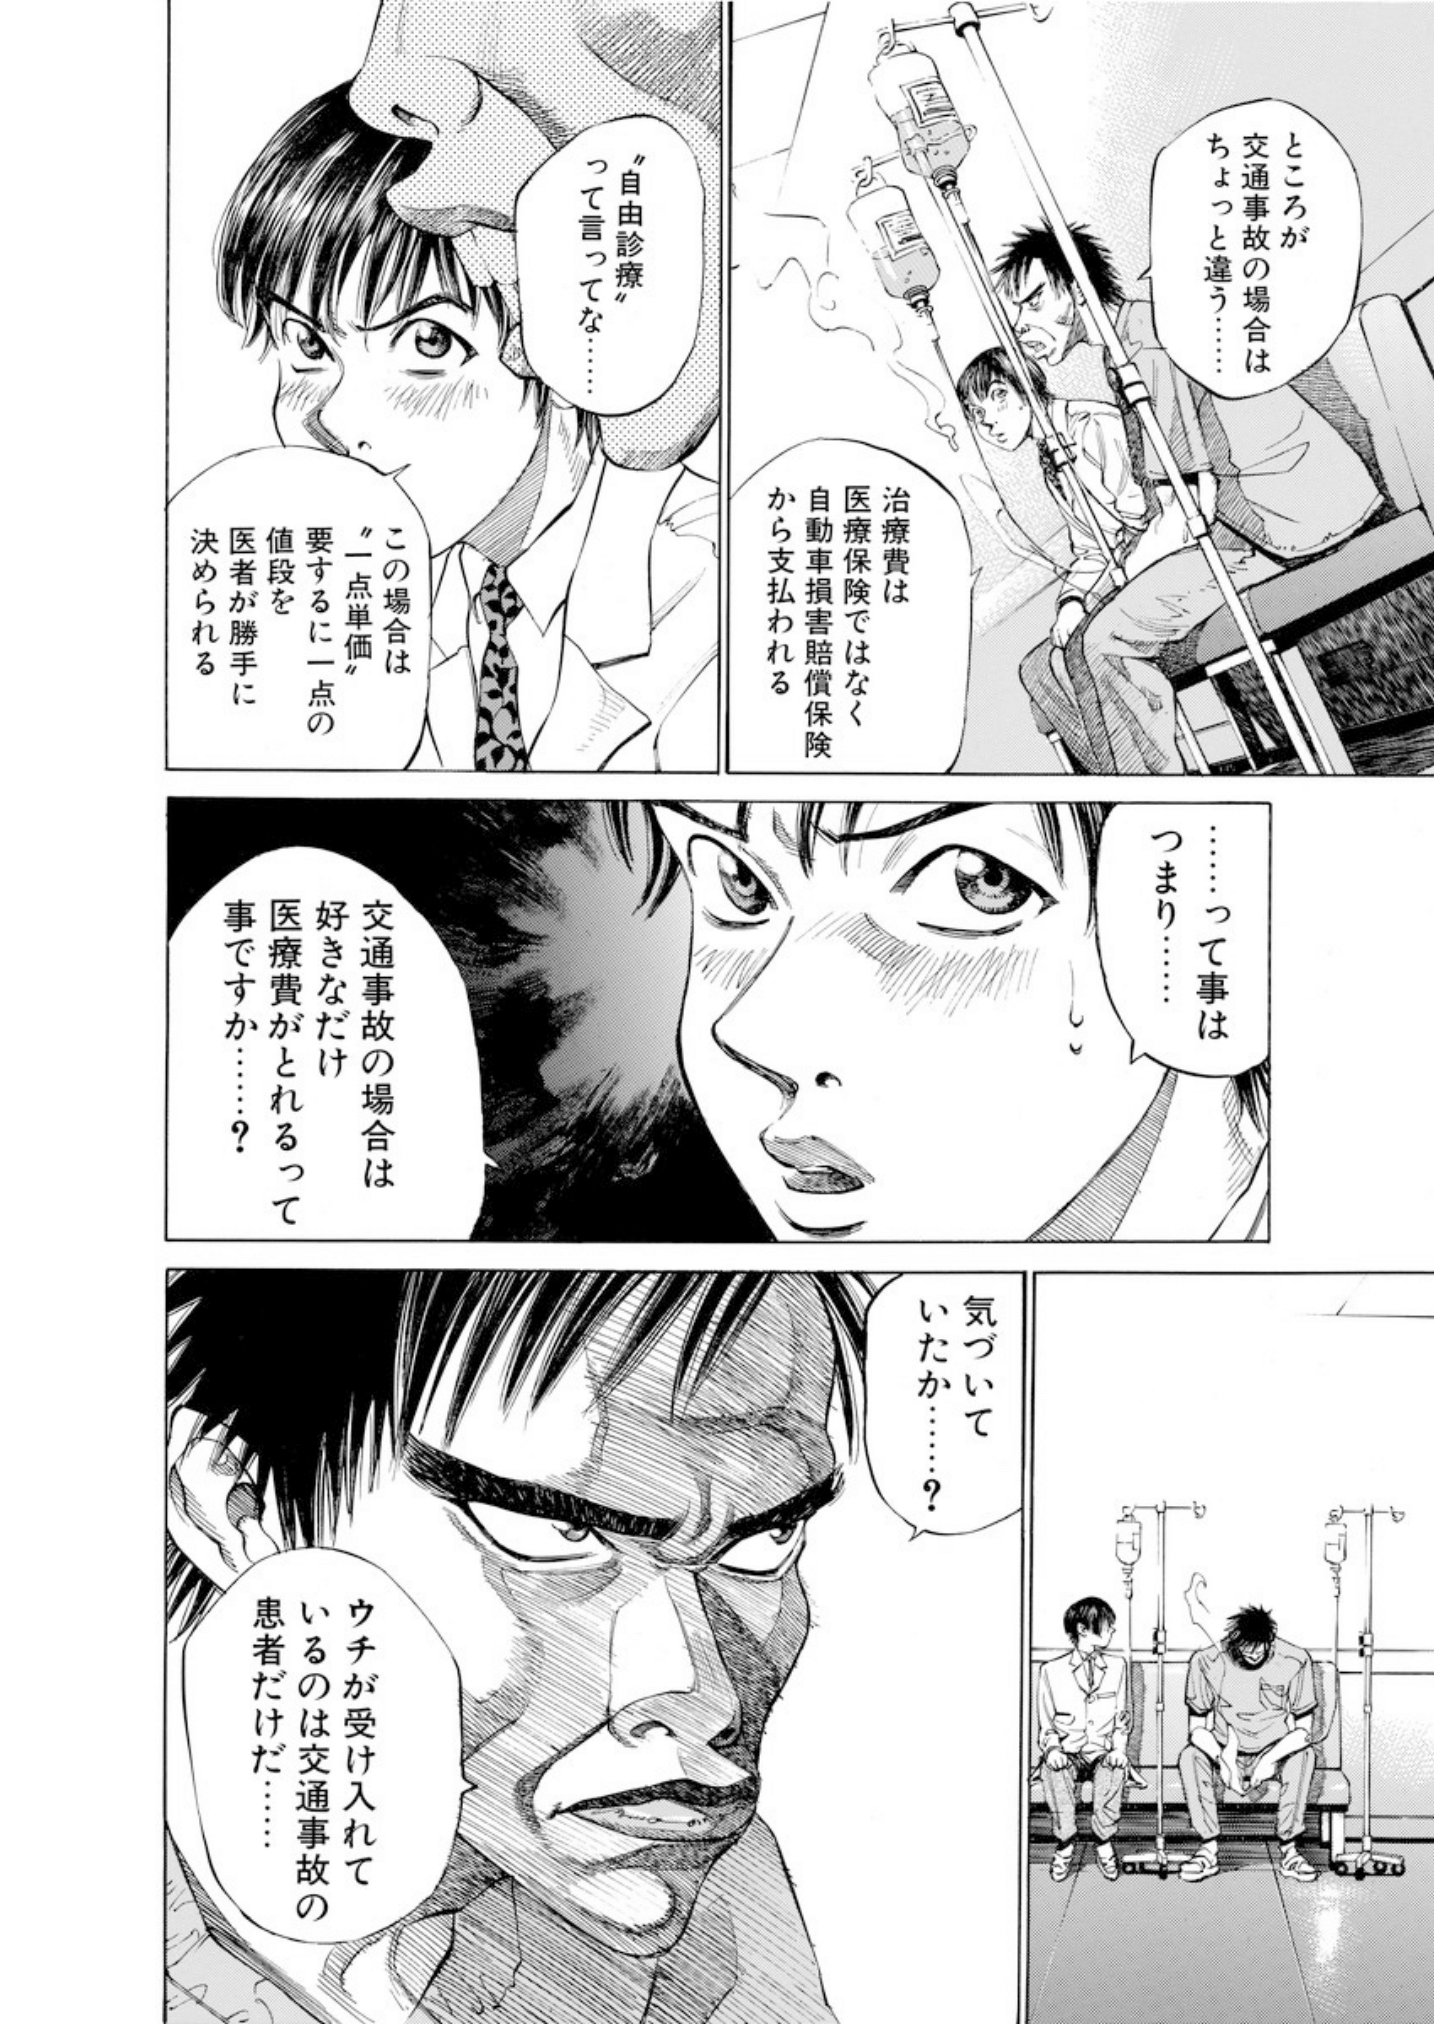 ところが
交通事故の場合は
ちょっと違う……
治療費は
医療保険ではなく
自動車損害賠償保険
から支払われる
〝自由診療〟
って言ってな……
この場合は
〝一点単価〟
要するに一点の
値段を
医者が勝手に
決められる
……って事は
つまり……
交通事故の場合は
好きなだけ
医療費がとれるって
事ですか……？
気づいて
いたか……？
ウチが受け入れて
いるのは交通事故の
患者だけだ……